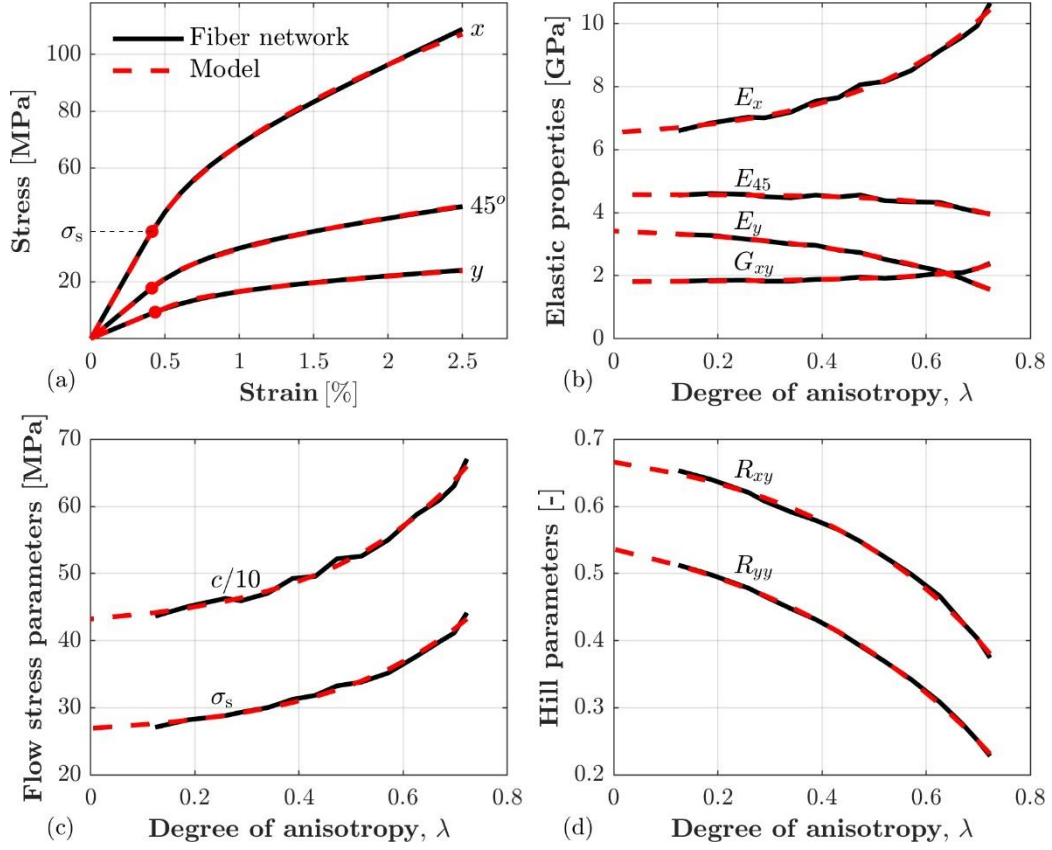 Fiber network
Model
x
45°
y
σs
Stress [MPa]
100
80
60
20
0
0.5
1
1.5
2
2.5
Strain [%]
(a)
Elastic properties [GPa]
10
8
6
4
2
0
Ex
E45
Ey
Gxy
0.2
0.4
0.6
0.8
Degree of anisotropy, λ
(b)
Flow stress parameters [MPa]
70
60
50
40
30
20
c/10
σs
0
0.2
0.4
0.6
0.8
Degree of anisotropy, λ
(c)
Hill parameters [-]
0.7
0.6
0.5
0.4
0.3
0.2
Rxy
Ryy
0
0.2
0.4
0.6
0.8
Degree of anisotropy, λ
(d)